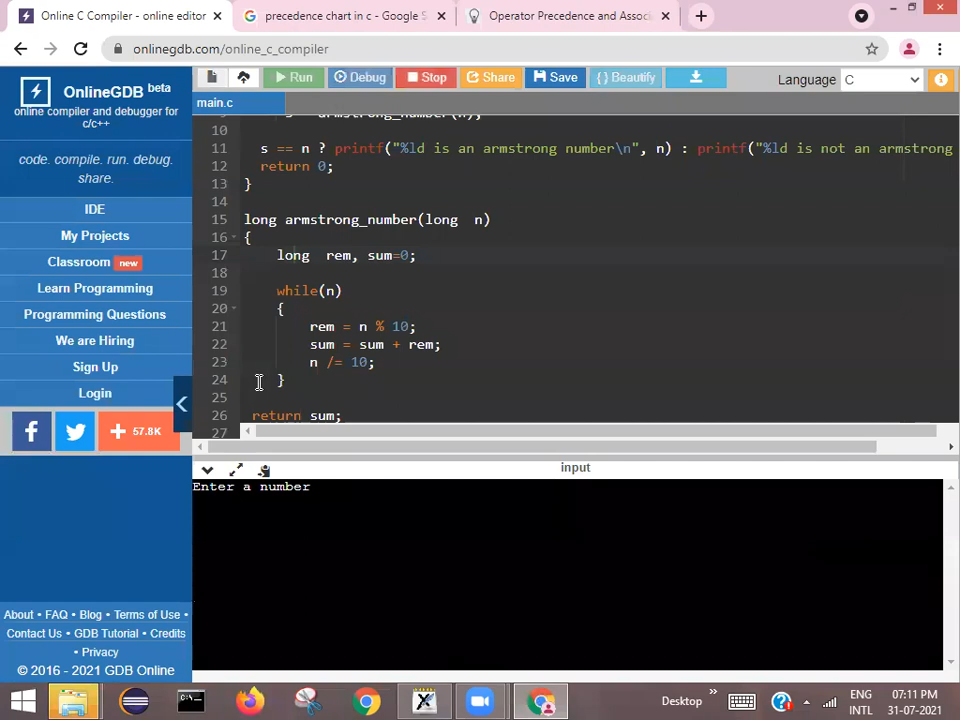 Online C Compiler - online editor
precedence chart in c - Google S
Operator Precedence and Assoc
onlinegdb.com/online_c_compiler
OnlineGDB beta
online compiler and debugger for
c/c++
code. compile. run. debug.
share.
IDE
My Projects
Classroom new
Learn Programming
Programming Questions
We are Hiring
Sign Up
Login
57.8K
About • FAQ • Blog • Terms of Use •
Contact Us • GDB Tutorial • Credits
• Privacy
© 2016 - 2021 GDB Online
Run Debug Stop Share Save { } Beautify
Language C
main.c
9 s = armstrong_number(n);
10
11 s == n ? printf("%ld is an armstrong number\n", n) : printf("%ld is not an armstrong
12 return 0;
13 }
14
15 long armstrong_number(long n)
16 {
17 long rem, sum=0;
18
19 while(n)
20 {
21 rem = n % 10;
22 sum = sum + rem;
23 n /= 10;
24 }
25
26 return sum;
27
input
Enter a number
Desktop
ENG
INTL
07:11 PM
31-07-2021